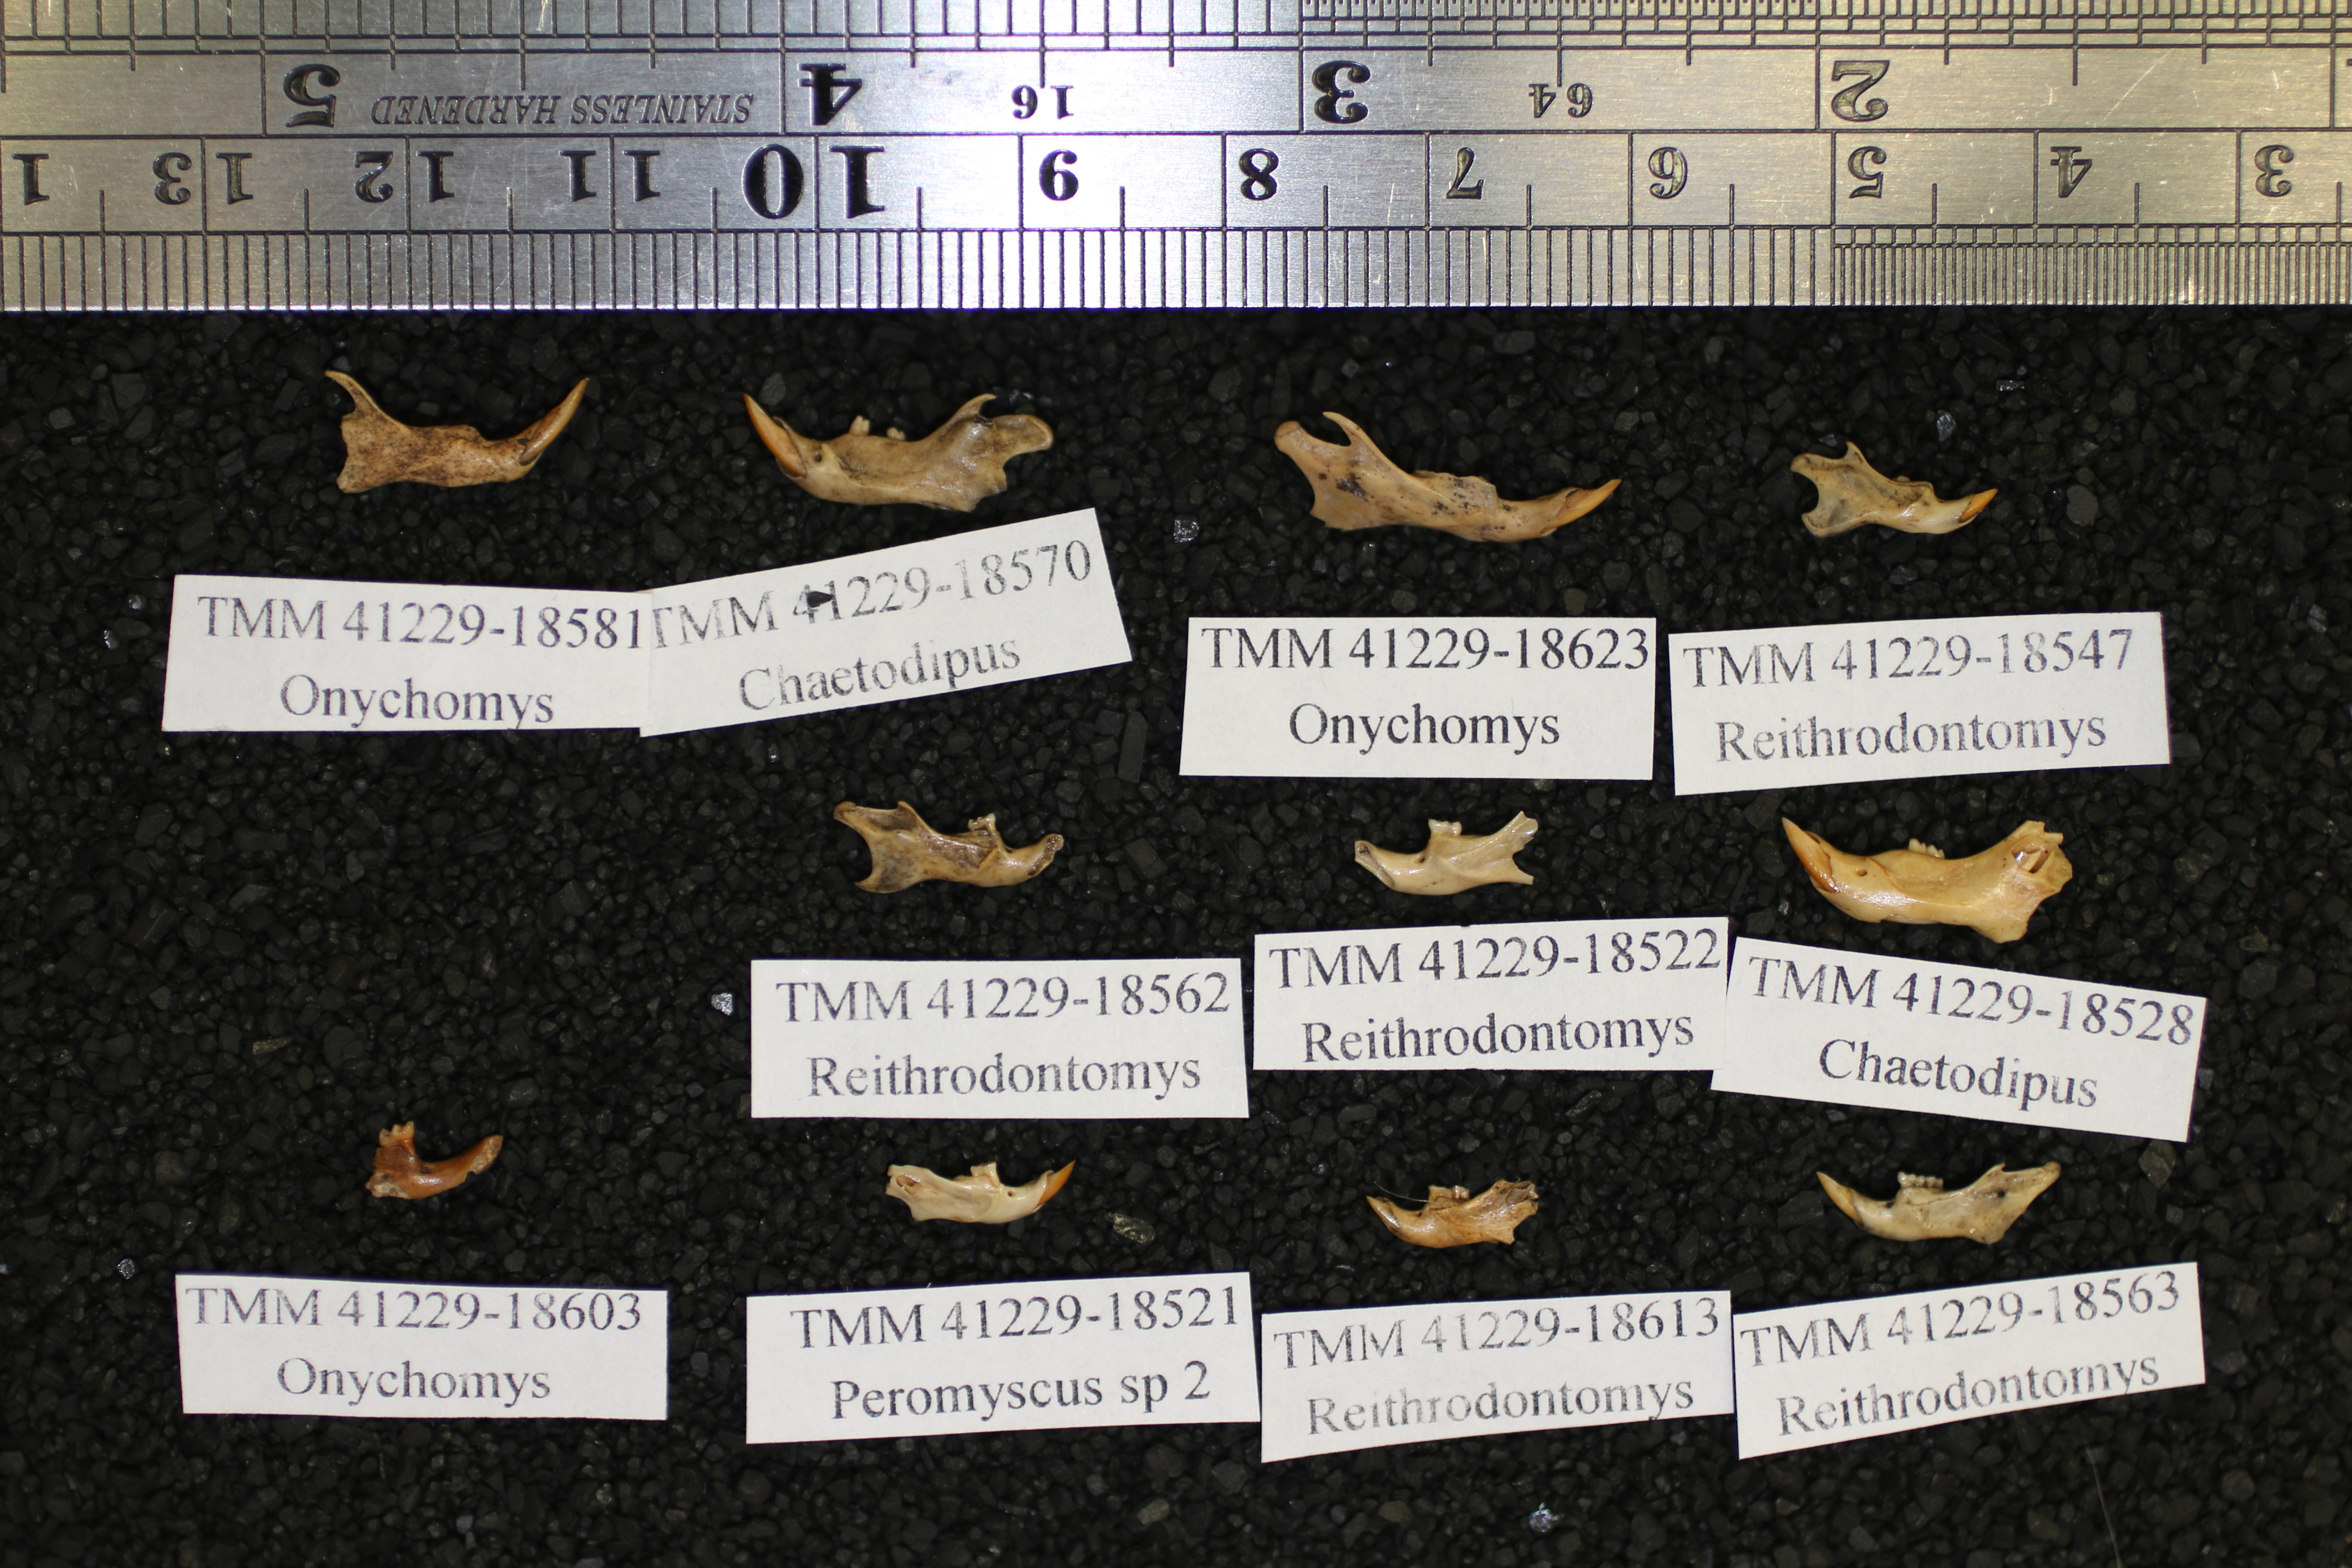 5 STAINLESS HARDENED 4 16 3 64 2
1 13 12 11 10 9 8 7 6 5 4 3
TMM 41229-18581
Onychomys
TMM 41229-18570
Chaetodipus
TMM 41229-18623
Onychomys
TMM 41229-18547
Reithrodontomys
TMM 41229-18562
Reithrodontomys
TMM 41229-18522
Reithrodontomys
TMM 41229-18528
Chaetodipus
TMM 41229-18603
Onychomys
TMM 41229-18521
Peromyscus sp 2
TMM 41229-18613
Reithrodontomys
TMM 41229-18563
Reithrodontomys